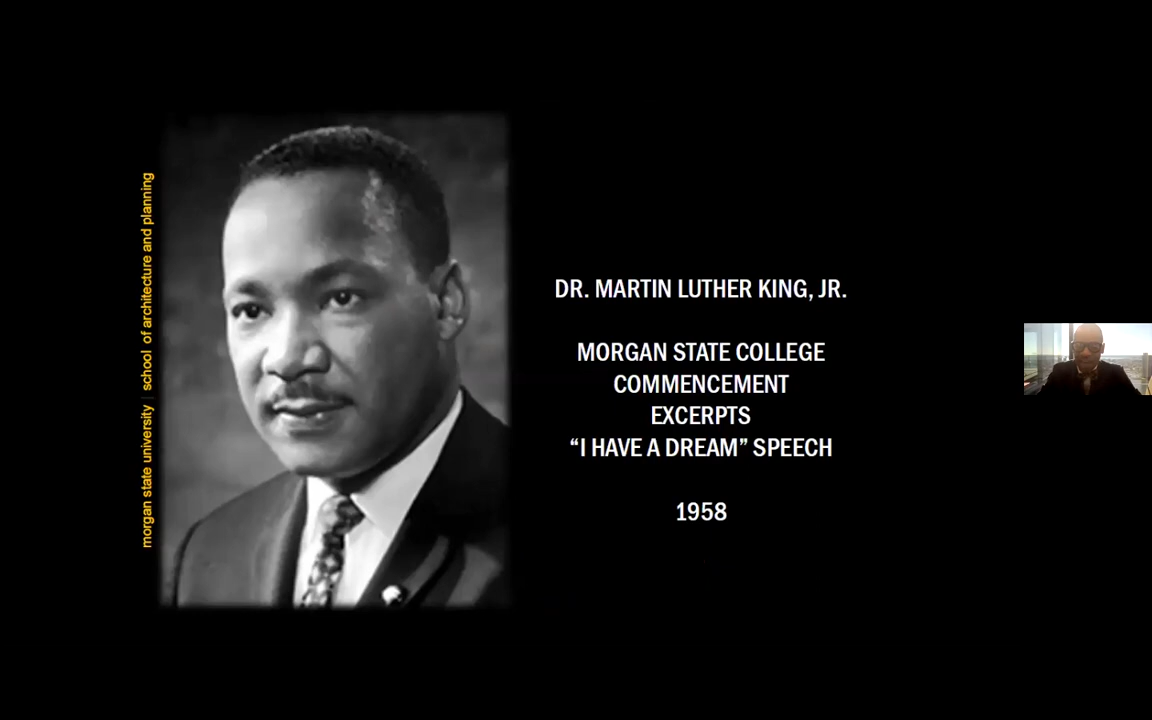 morgan state university | school of architecture and planning
DR. MARTIN LUTHER KING, JR.
MORGAN STATE COLLEGE
COMMENCEMENT
EXCERPTS
“I HAVE A DREAM” SPEECH
1958